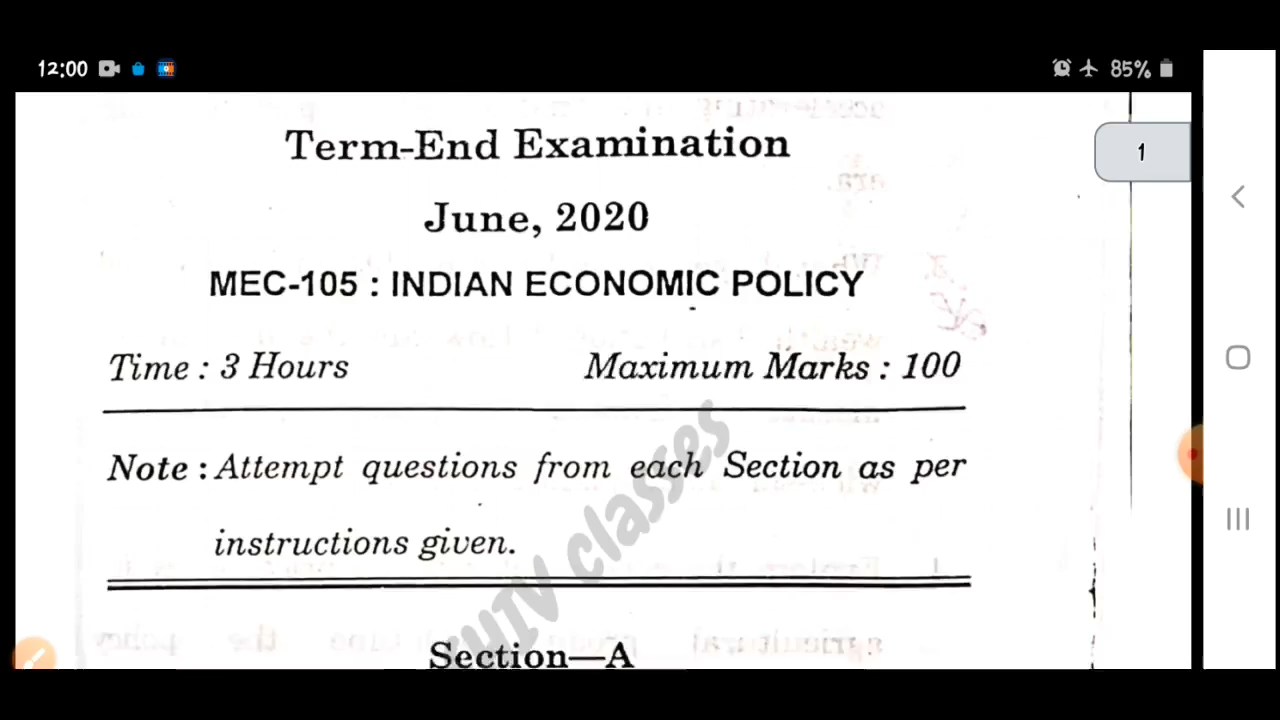 12:00
85%
1
Term-End Examination
June, 2020
MEC-105 : INDIAN ECONOMIC POLICY
Time : 3 Hours
Maximum Marks : 100
Note : Attempt questions from each Section as per
instructions given.
classes
Section—A